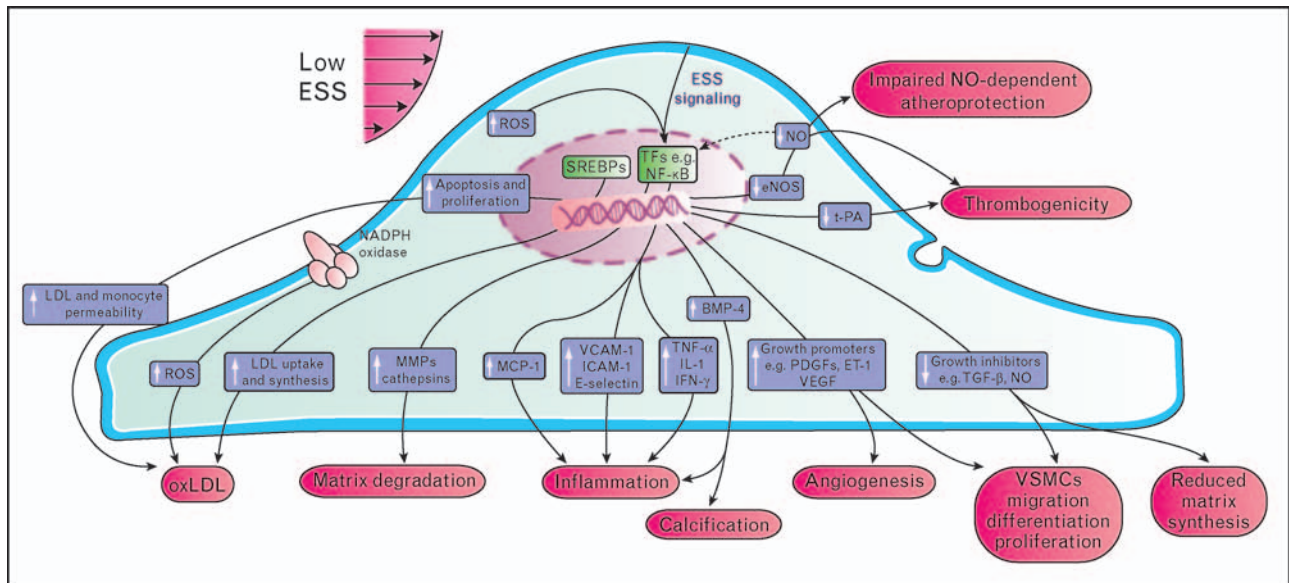 Low
ESS
ESS
signaling
Impaired NO-dependent
atheroprotection
↑ROS
↓NO
SREBPs
TFs e.g.
NF-κB
↑Apoptosis and
proliferation
↓eNOS
Thrombogenicity
↓t-PA
NADPH
oxidase
↑LDL and monocyte
permeability
↑BMP-4
↑ROS
↑LDL uptake
and synthesis
↑MMPs
cathepsins
↑MCP-1
↑VCAM-1
ICAM-1
E-selectin
↑TNF-α
IL-1
IFN-γ
↑Growth promoters
e.g. PDGFs, ET-1
VEGF
↓Growth inhibitors
e.g. TGF-β, NO
oxLDL
Matrix degradation
Inflammation
Calcification
Angiogenesis
VSMCs
migration
differentiation
proliferation
Reduced
matrix
synthesis